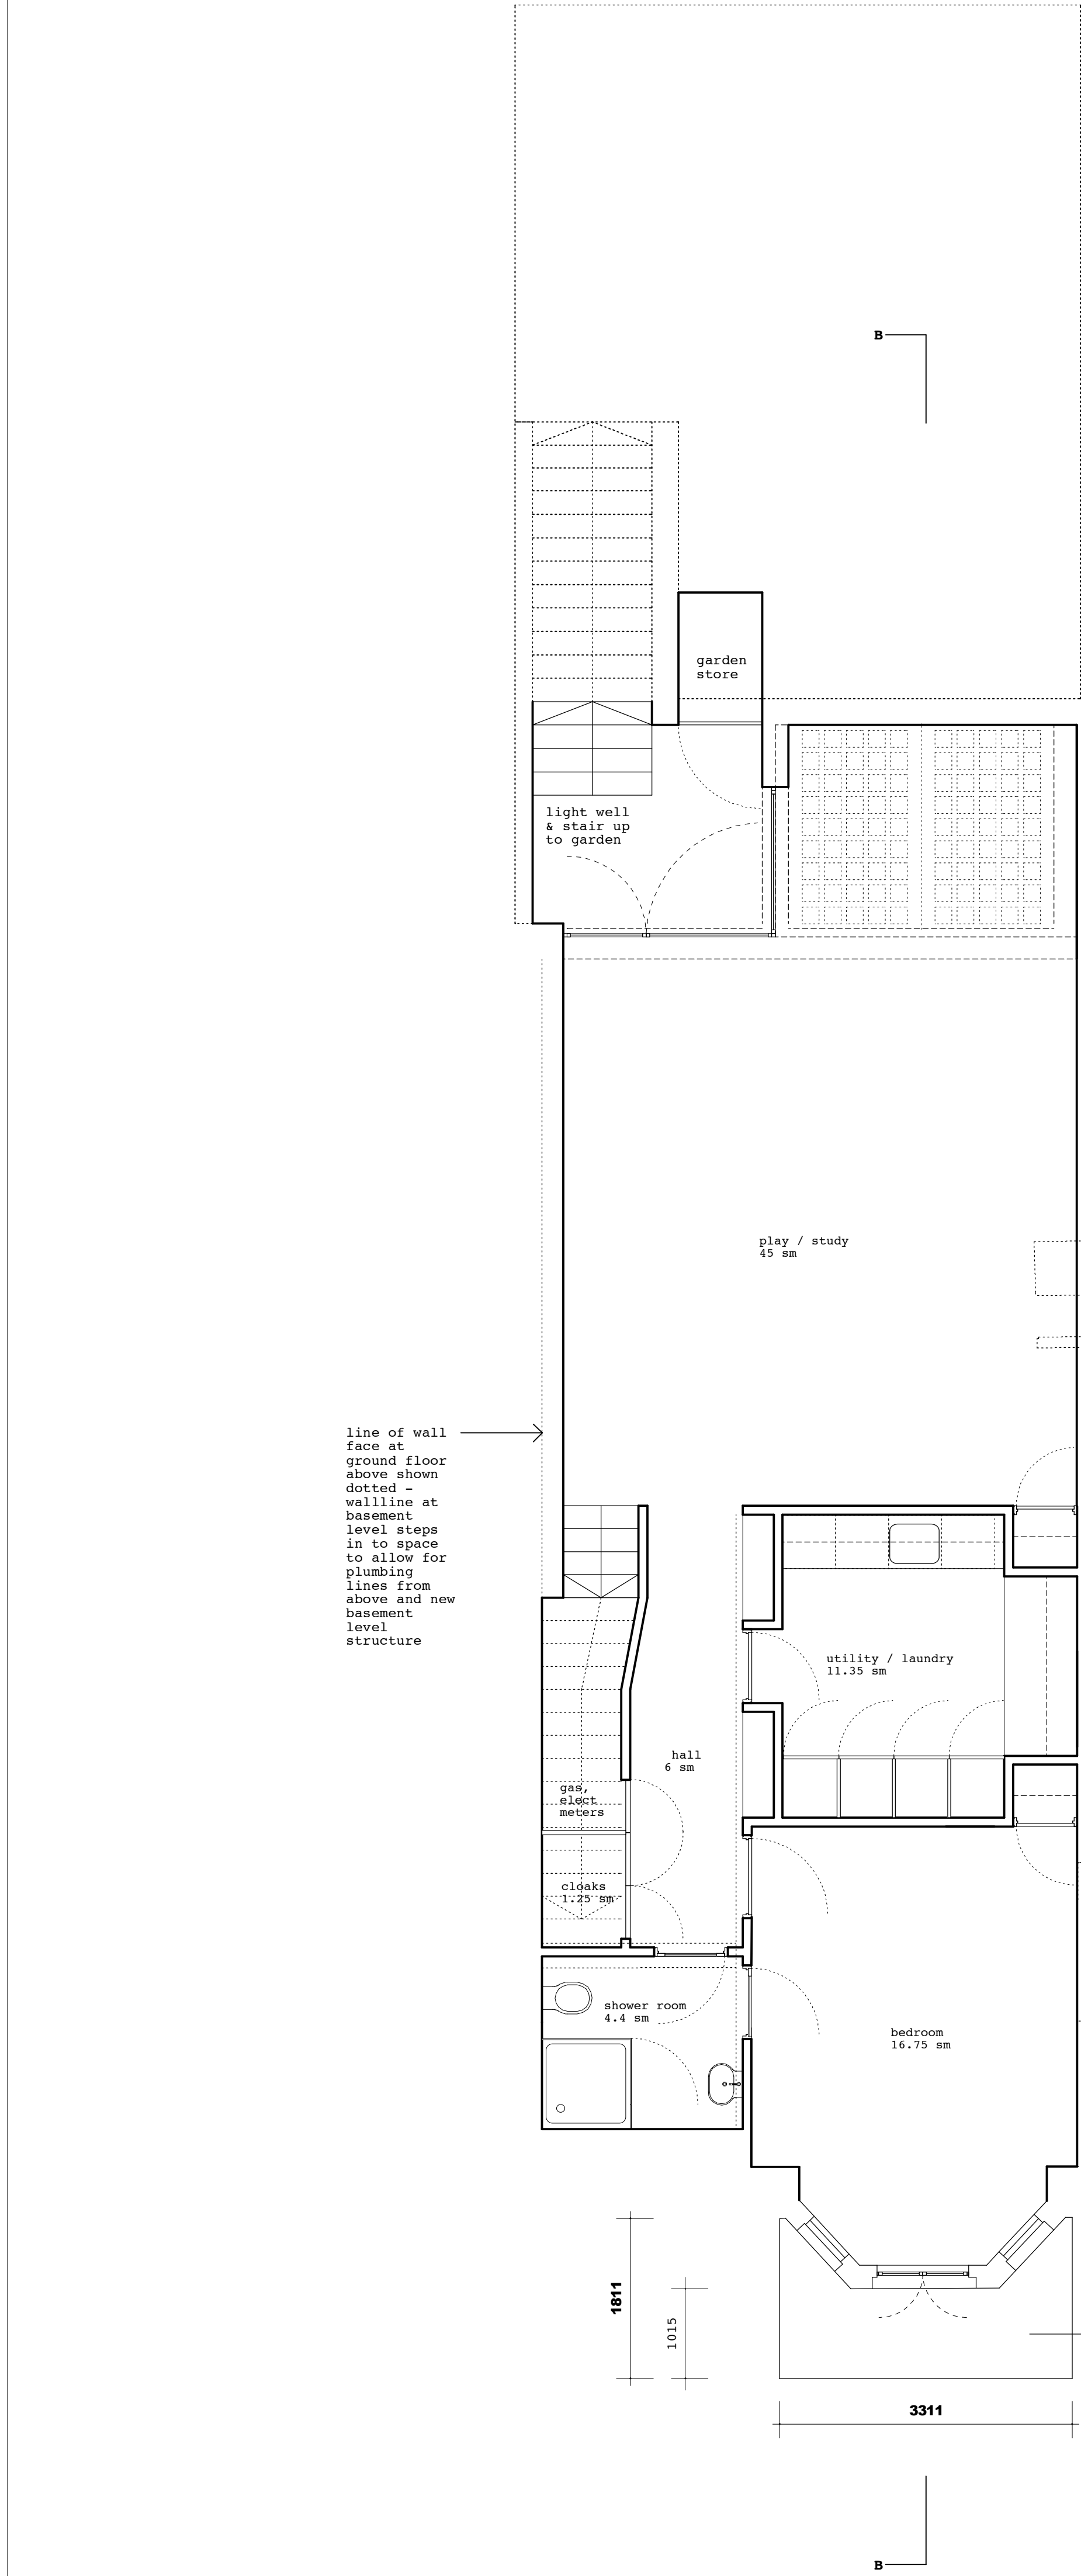 B
garden
store
light well
& stair up
to garden
play / study
45 sm
line of wall
face at
ground floor
above shown
dotted -
wallline at
basement
level steps
in to space
to allow for
plumbing
lines from
above and new
basement
level
structure
utility / laundry
11.35 sm
hall
6 sm
gas,
elect
meters
cloaks
1.25 sm
shower room
4.4 sm
bedroom
16.75 sm
1811
1015
3311
B